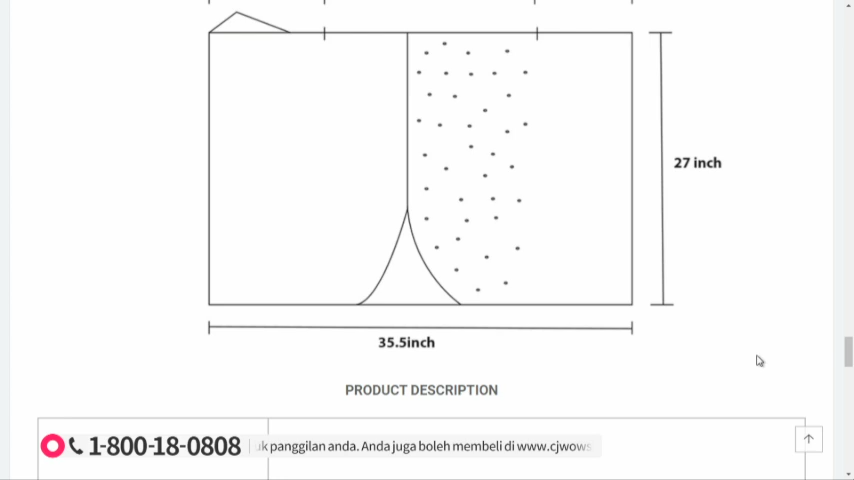 27 inch
35.5inch
PRODUCT DESCRIPTION
1-800-18-0808
panggilan anda. Anda juga boleh membeli di www.cjwows